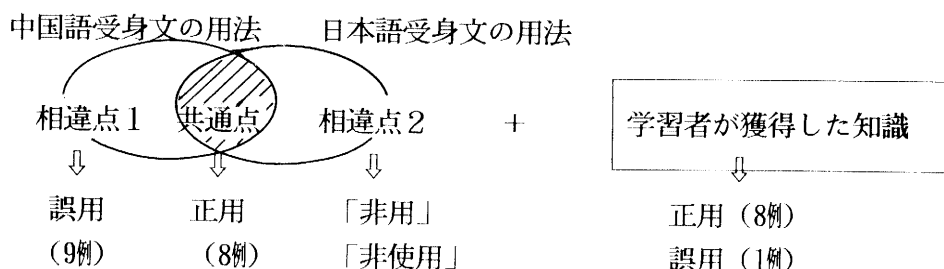 中国語受身文の用法 日本語受身文の用法
相違点1 共通点 相違点2 + 学習者が獲得した知識
⇩ ⇩ ⇩ ⇩
誤用 正用 「非用」 正用（8例）
（9例） （8例） 「非使用」 誤用（1例）